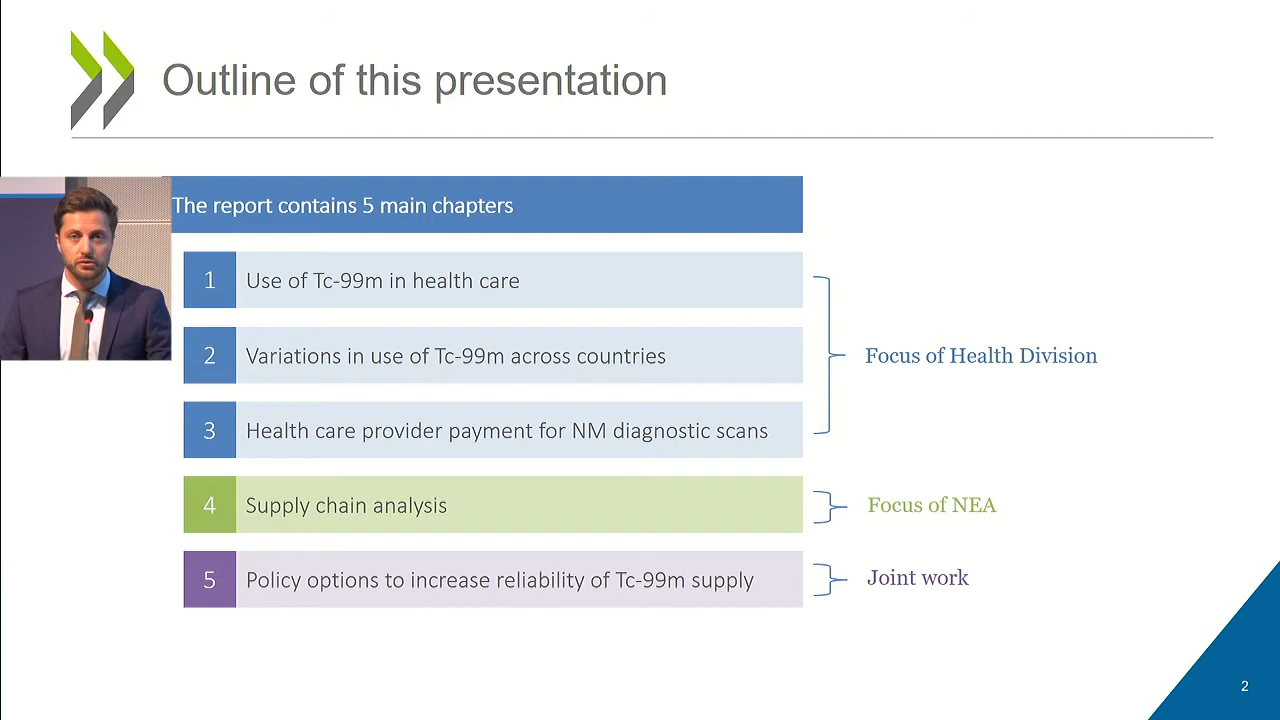 Outline of this presentation
The report contains 5 main chapters
1 Use of Tc-99m in health care
2 Variations in use of Tc-99m across countries
3 Health care provider payment for NM diagnostic scans
Focus of Health Division
4 Supply chain analysis
Focus of NEA
5 Policy options to increase reliability of Tc-99m supply
Joint work
2